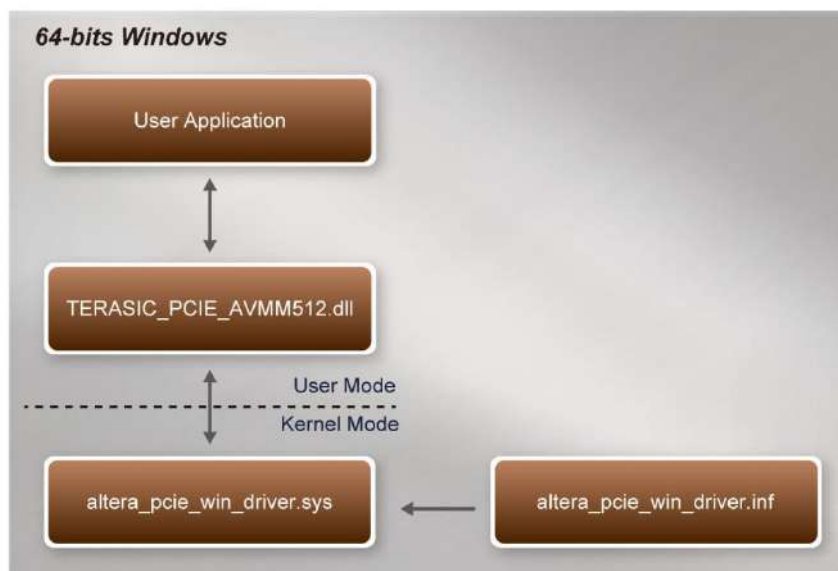 64-bits Windows
User Application
TERASIC_PCIE_AVMM512.dll
User Mode
Kernel Mode
altera_pcie_win_driver.sys
altera_pcie_win_driver.inf